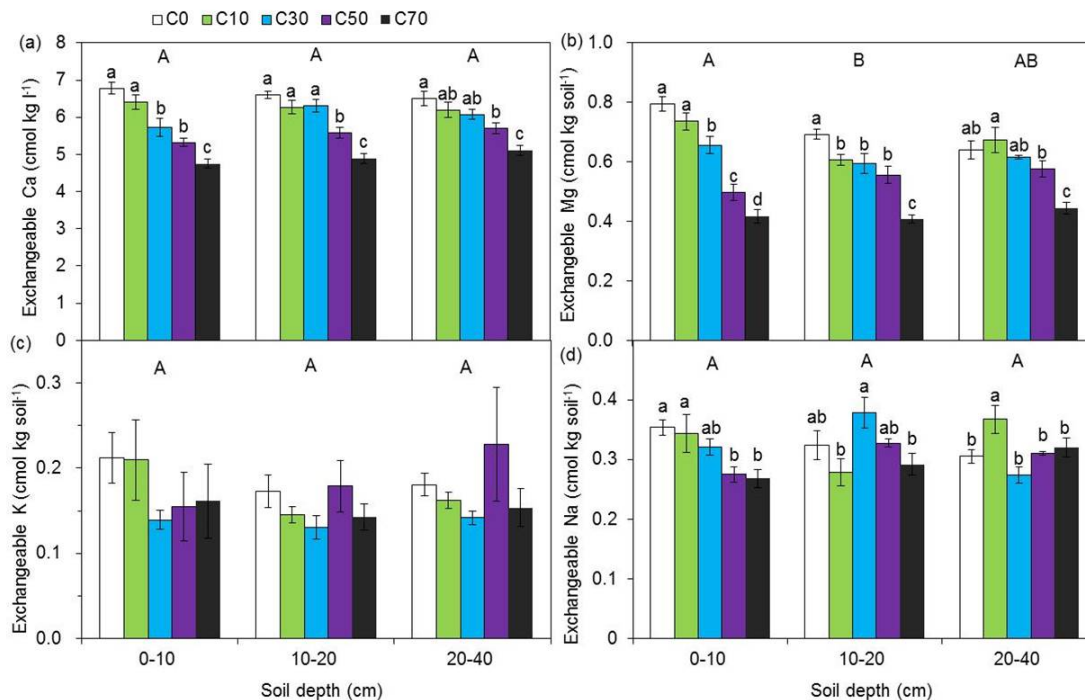 C0 C10 C30 C50 C70
(a)
Exchangeable Ca (cmol kg l⁻¹)
8
7
6
5
4
3
2
1
0
A A A
a a b b c
a a a b c
a ab ab b c
(b)
Exchangeble Mg (cmol kg soil⁻¹)
1.0
0.8
0.6
0.4
0.2
0.0
A B AB
a a b c d
a b b b c
ab a ab b c
(c)
Exchangeable K (cmol kg soil⁻¹)
0.3
0.2
0.1
0.0
A A A
0-10 10-20 20-40
Soil depth (cm)
(d)
Exchangeable Na (cmol kg soil⁻¹)
0.4
0.3
0.2
0.1
0
A A A
a a ab b b
ab b a ab b
b a b b b
0-10 10-20 20-40
Soil depth (cm)